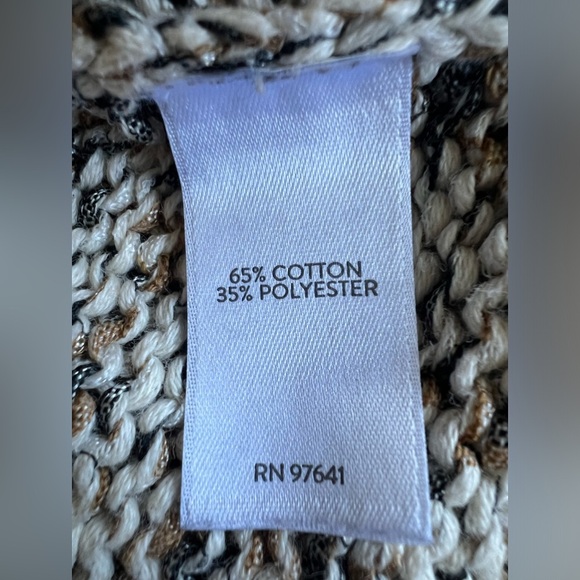 65% COTTON
35% POLYESTER
RN 97641